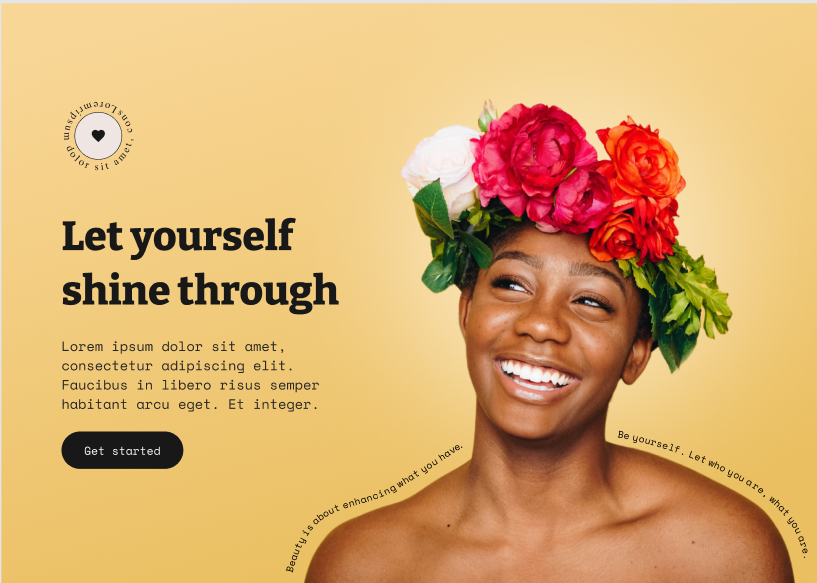 Loremripsum dolor sit amet, cons
Let yourself
shine through
Lorem ipsum dolor sit amet,
consectetur adipiscing elit.
Faucibus in libero risus semper
habitant arcu eget. Et integer.
Get started
Beauty is about enhancing what you have.
Be yourself. Let who you are, what you are.